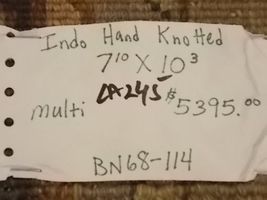 Indo Hand Knotted
7¹⁰ X 10³
multi LA245 $5395.00
BN68-114